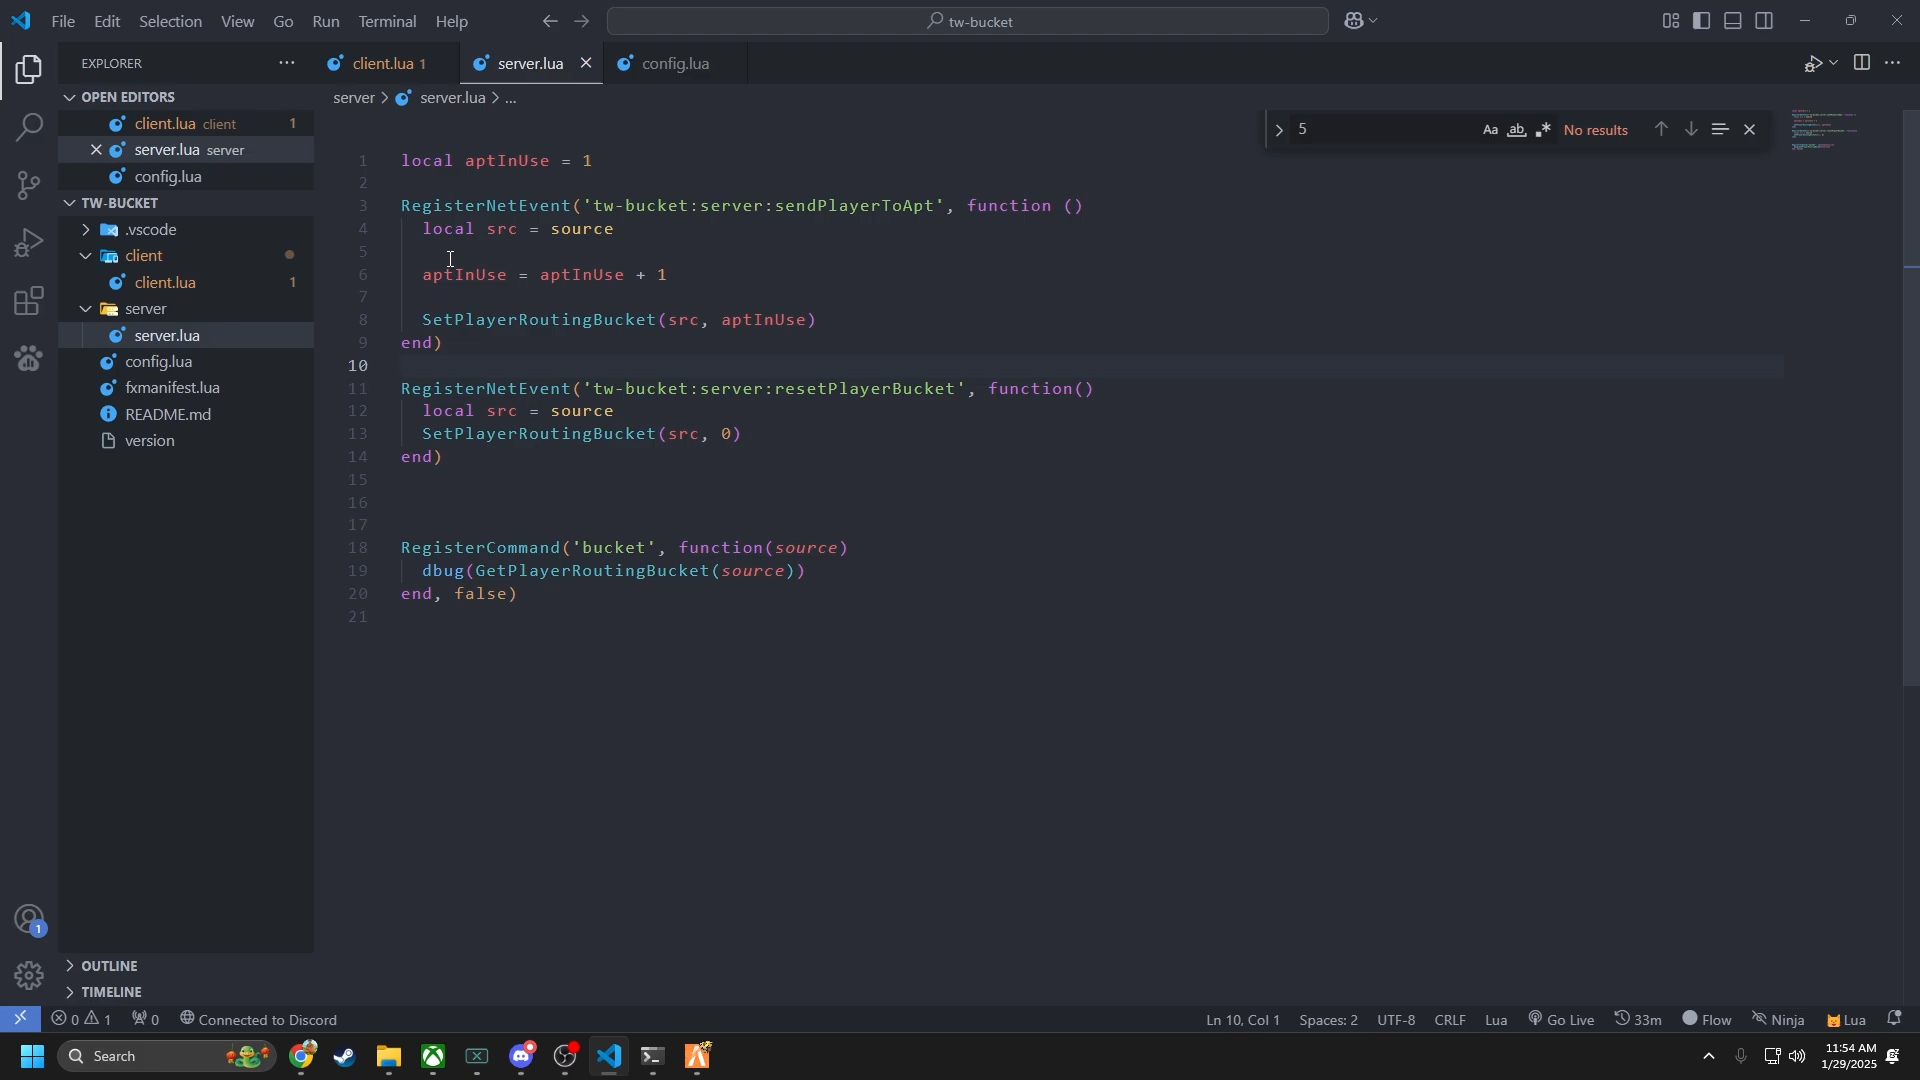 File Edit Selection View Go Run Terminal Help
tw-bucket
EXPLORER
client.lua 1
server.lua
config.lua
OPEN EDITORS
client.lua client 1
server.lua server
config.lua
TW-BUCKET
.vscode
client
client.lua 1
server
server.lua
config.lua
fxmanifest.lua
README.md
version
OUTLINE
TIMELINE
server > server.lua > ...
5
Aa
ab
No results
1 local aptInUse = 1
2
3 RegisterNetEvent('tw-bucket:server:sendPlayerToApt', function ()
4 local src = source
5
6 aptInUse = aptInUse + 1
7
8 SetPlayerRoutingBucket(src, aptInUse)
9 end)
10
11 RegisterNetEvent('tw-bucket:server:resetPlayerBucket', function()
12 local src = source
13 SetPlayerRoutingBucket(src, 0)
14 end)
15
16
17
18 RegisterCommand('bucket', function(source)
19 dbug(GetPlayerRoutingBucket(source))
20 end, false)
21
1
0 1 0 Connected to Discord
Ln 10, Col 1 Spaces: 2 UTF-8 CRLF Lua Go Live 33m Flow Ninja Lua
Search
11:54 AM
1/29/2025